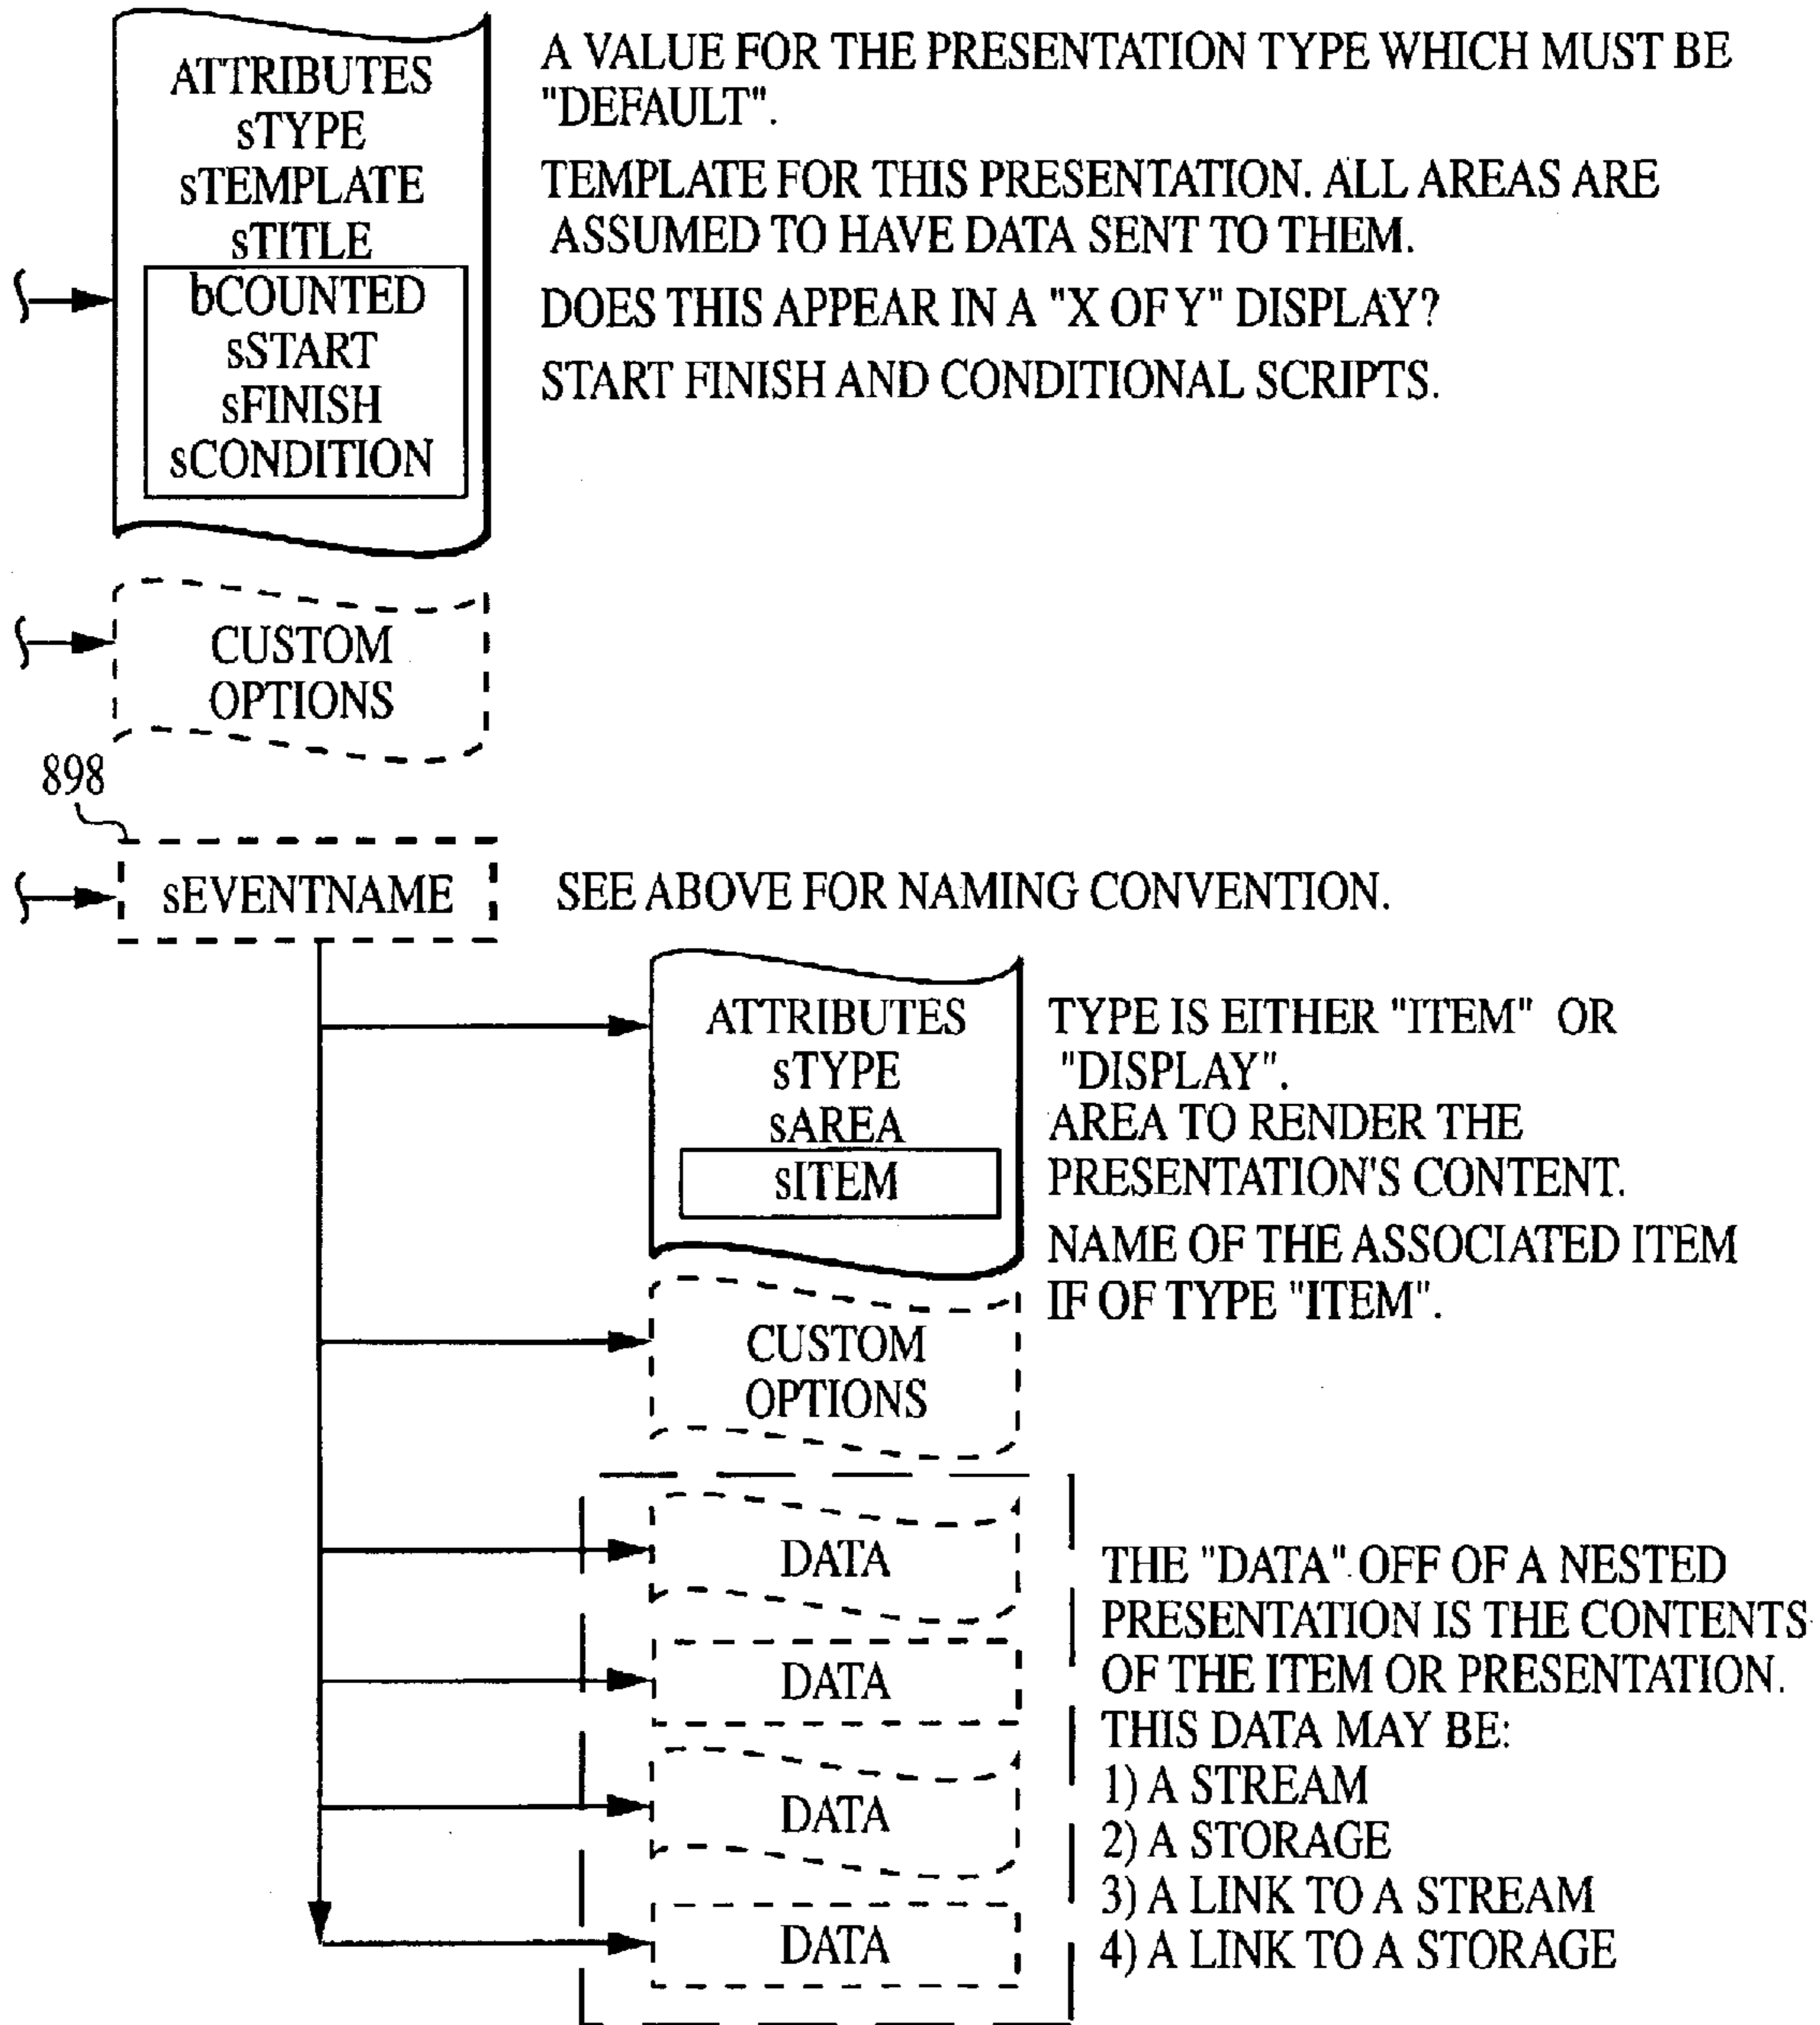 ATTRIBUTES
sTYPE
sTEMPLATE
sTITLE
bCOUNTED
sSTART
sFINISH
sCONDITION
A VALUE FOR THE PRESENTATION TYPE WHICH MUST BE
"DEFAULT".
TEMPLATE FOR THIS PRESENTATION. ALL AREAS ARE
ASSUMED TO HAVE DATA SENT TO THEM.
DOES THIS APPEAR IN A "X OF Y" DISPLAY?
START FINISH AND CONDITIONAL SCRIPTS.
CUSTOM
OPTIONS
898
sEVENTNAME
SEE ABOVE FOR NAMING CONVENTION.
ATTRIBUTES
sTYPE
sAREA
sITEM
TYPE IS EITHER "ITEM" OR
"DISPLAY".
AREA TO RENDER THE
PRESENTATION'S CONTENT.
NAME OF THE ASSOCIATED ITEM
IF OF TYPE "ITEM".
CUSTOM
OPTIONS
DATA
DATA
DATA
DATA
THE "DATA" OFF OF A NESTED
PRESENTATION IS THE CONTENTS
OF THE ITEM OR PRESENTATION.
THIS DATA MAY BE:
1) A STREAM
2) A STORAGE
3) A LINK TO A STREAM
4) A LINK TO A STORAGE